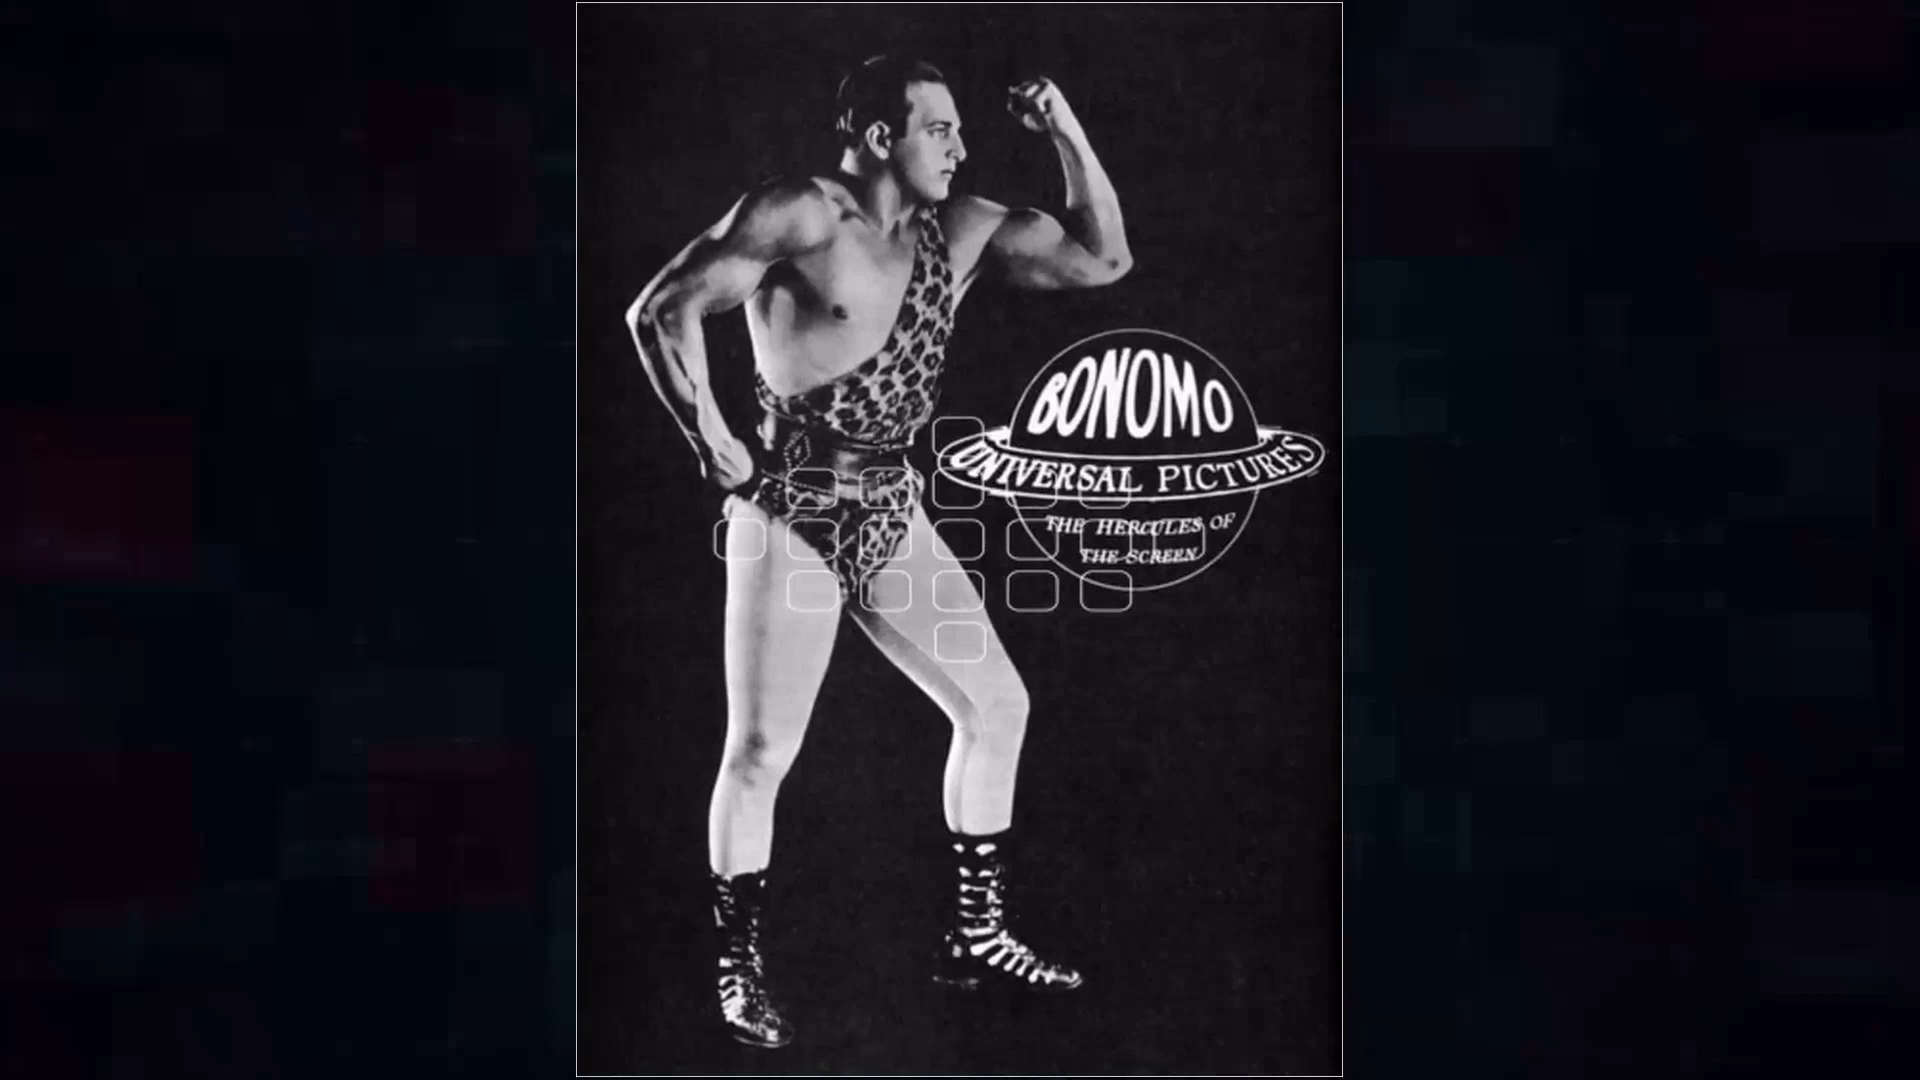 BONOMO
UNIVERSAL PICTURES
THE HERCULES OF
THE SCREEN